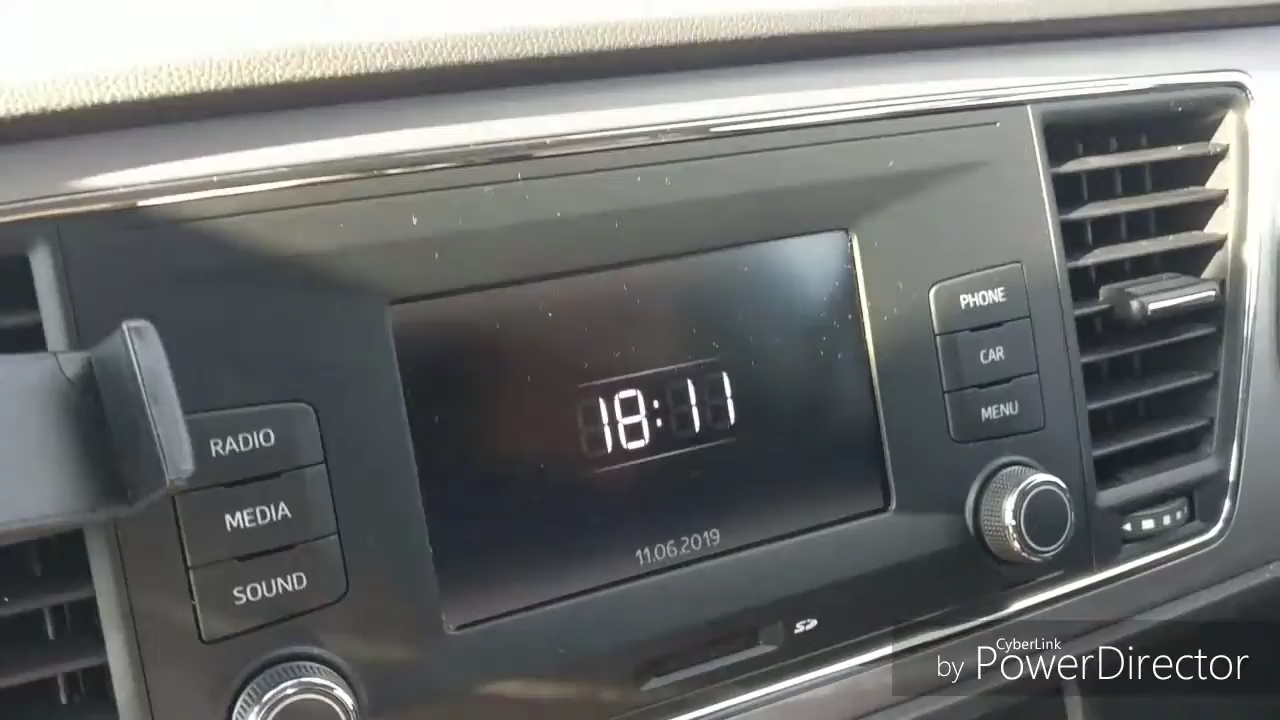 PHONE
CAR
MENU
18:11
RADIO
MEDIA
SOUND
11.06.2019
SD
CyberLink
by PowerDirector